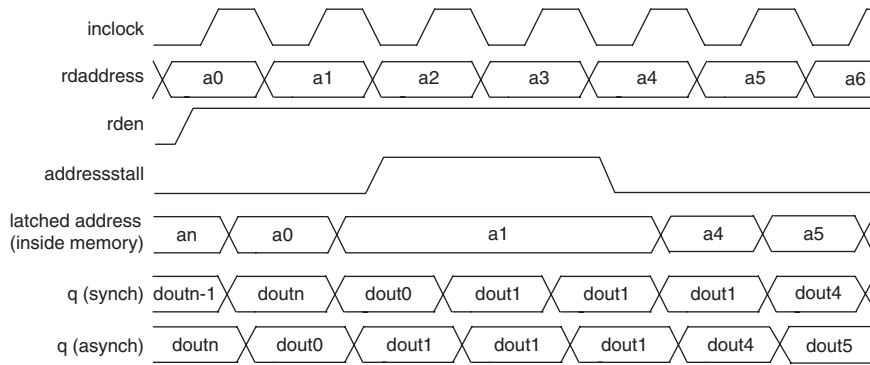 inclock
rdaddress a0 a1 a2 a3 a4 a5 a6
rden
addressstall
latched address
(inside memory) an a0 a1 a4 a5
q (synch) doutn-1 doutn dout0 dout1 dout1 dout1 dout4
q (asynch) doutn dout0 dout1 dout1 dout1 dout4 dout5